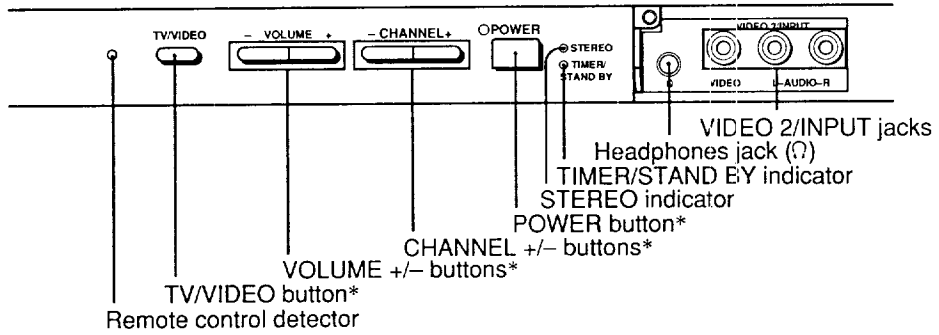 TV/VIDEO
– VOLUME +
– CHANNEL +
POWER
STEREO
TIMER/
STAND BY
VIDEO 2/INPUT
VIDEO
L–AUDIO–R
VIDEO 2/INPUT jacks
Headphones jack (Ω)
TIMER/STAND BY indicator
STEREO indicator
POWER button*
CHANNEL +/– buttons*
VOLUME +/– buttons*
TV/VIDEO button*
Remote control detector